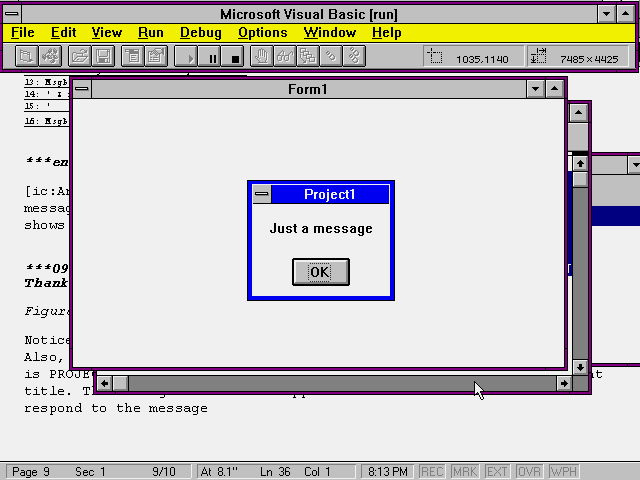 Microsoft Visual Basic [run]
File Edit View Run Debug Options Window Help
1035.1140 7485×4425
13: Msgb
14: ' I
15: '
16: Msgb
Form1
***en
[ic:A
messag
shows
Project1
Just a message
OK
***09
Thank
Figur
Notice
Also,
is PROJE t
title. T
respond to the message
Page 9 Sec 1 9/10 At 8.1" Ln 36 Col 1 8:13 PM REC MRK EXT OVR WPH